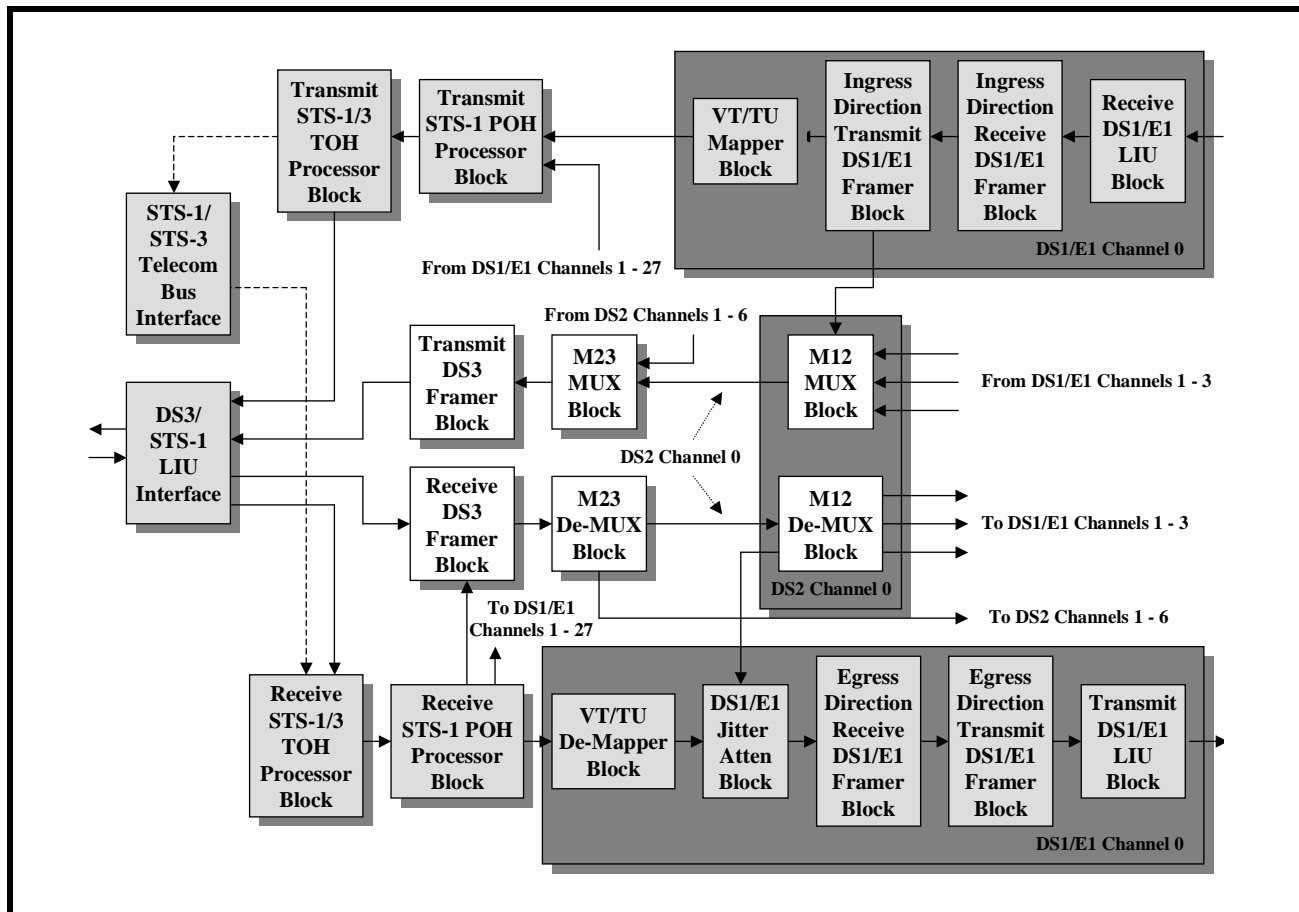 Transmit
STS-1/3
TOH
Processor
Block
Transmit
STS-1 POH
Processor
Block
VT/TU
Mapper
Block
Ingress
Direction
Transmit
DS1/E1
Framer
Block
Ingress
Direction
Receive
DS1/E1
Framer
Block
Receive
DS1/E1
LIU
Block
DS1/E1 Channel 0
STS-1/
STS-3
Telecom
Bus
Interface
From DS1/E1 Channels 1 - 27
From DS2 Channels 1 - 6
Transmit
DS3
Framer
Block
M23
MUX
Block
M12
MUX
Block
From DS1/E1 Channels 1 - 3
DS3/
STS-1
LIU
Interface
DS2 Channel 0
Receive
DS3
Framer
Block
M23
De-MUX
Block
M12
De-MUX
Block
To DS1/E1 Channels 1 - 3
DS2 Channel 0
To DS1/E1
Channels 1 - 27
To DS2 Channels 1 - 6
Receive
STS-1/3
TOH
Processor
Block
Receive
STS-1 POH
Processor
Block
VT/TU
De-Mapper
Block
DS1/E1
Jitter
Atten
Block
Egress
Direction
Receive
DS1/E1
Framer
Block
Egress
Direction
Transmit
DS1/E1
Framer
Block
Transmit
DS1/E1
LIU
Block
DS1/E1 Channel 0